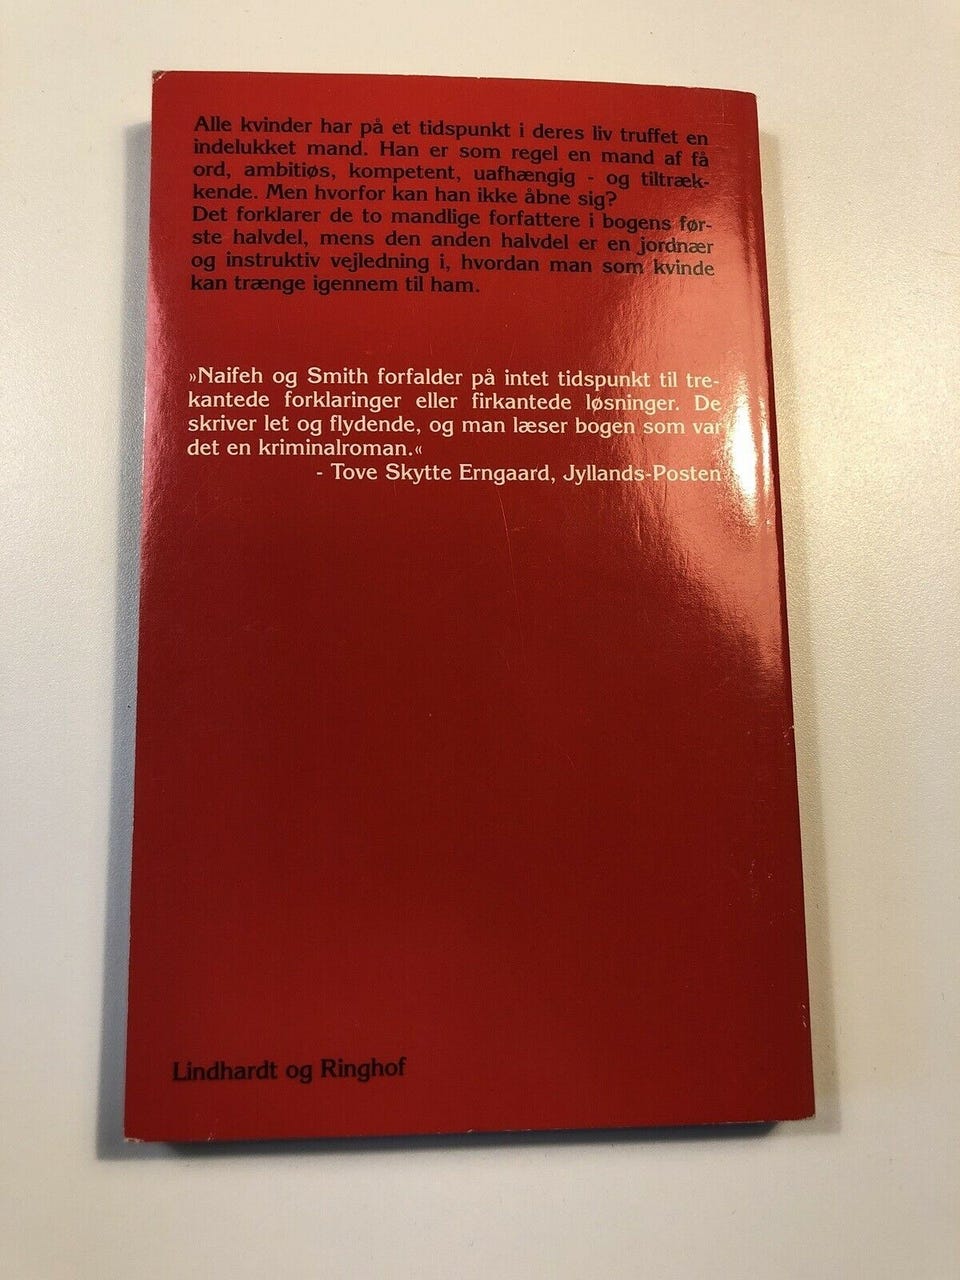 Alle kvinder har på et tidspunkt i deres liv truffet en
indelukket mand. Han er som regel en mand af få
ord, ambitiøs, kompetent, uafhængig - og tiltræk-
kende. Men hvorfor kan han ikke åbne sig?
Det forklarer de to mandlige forfattere i bogens før-
ste halvdel, mens den anden halvdel er en jordnær
og instruktiv vejledning i, hvordan man som kvinde
kan trænge igennem til ham.
»Naifeh og Smith forfalder på intet tidspunkt til tre-
kantede forklaringer eller firkantede løsninger. De
skriver let og flydende, og man læser bogen som var
det en kriminalroman.«
- Tove Skytte Erngaard, Jyllands-Posten
Lindhardt og Ringhof